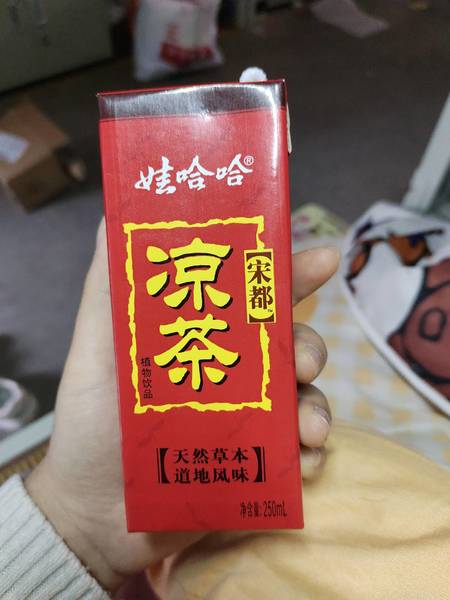 娃哈哈®
凉茶
【宋都】™
植物饮品
【天然草本
道地风味】
净含量:250mL